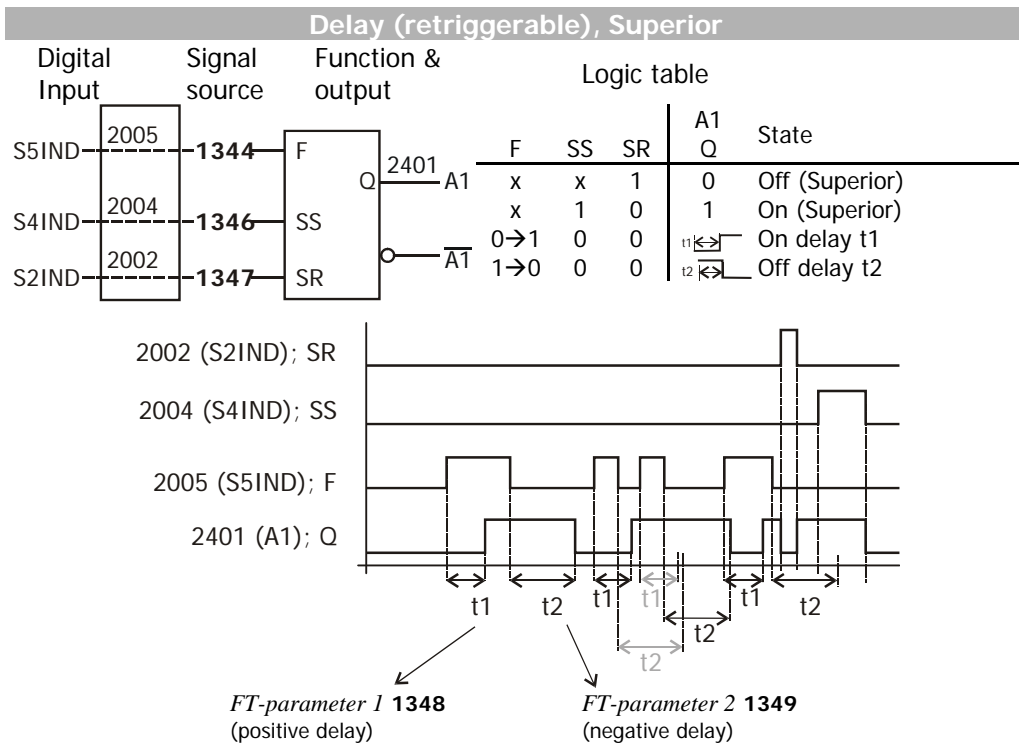 Delay (retriggerable), Superior
Digital Input
Signal source
Function & output
Logic table
S5IND 2005 1344 F
S4IND 2004 1346 SS
S2IND 2002 1347 SR
Q 2401 A1
A1
F SS SR A1 Q State
x x 1 0 Off (Superior)
x 1 0 1 On (Superior)
0→1 0 0 t1 On delay t1
1→0 0 0 t2 Off delay t2
2002 (S2IND); SR
2004 (S4IND); SS
2005 (S5IND); F
2401 (A1); Q
t1 t2 t1 t1 t1 t2
t2
t2
FT-parameter 1 1348
(positive delay)
FT-parameter 2 1349
(negative delay)